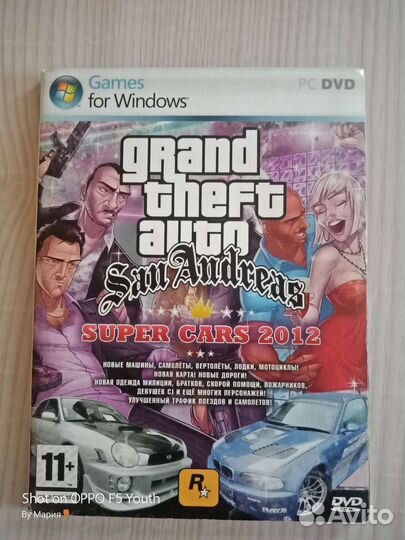 Games
for Windows
PC DVD
grand
theft
auto
San Andreas
SUPER CARS 2012
НОВЫЕ МАШИНЫ, САМОЛЁТЫ, ВЕРТОЛЁТЫ, ЛОДКИ, МОТОЦИКЛЫ!
НОВАЯ КАРТА! НОВЫЕ ДОРОГИ!
НОВАЯ ОДЕЖДА МИЛИЦИИ, БРАТКОВ, СКОРОЙ ПОМОЩИ, ПОЖАРНИКОВ,
ДЕВУШЕК CJ И ЕЩЁ МНОГИХ ПЕРСОНАЖЕЙ!
УЛУЧШЕННЫЙ ТРАФИК ПОЕЗДОВ И САМОЛЕТОВ!
11+
R
RAYS
DVD
Shot on OPPO F5 Youth
By Мария
Avito